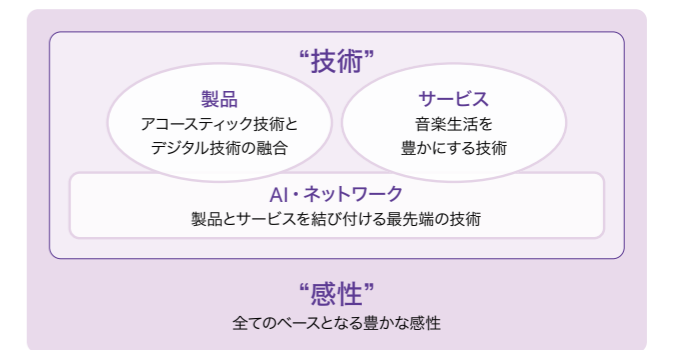 “技術”
製品
アコースティック技術と
デジタル技術の融合
サービス
音楽生活を
豊かにする技術
AI・ネットワーク
製品とサービスを結び付ける最先端の技術
“感性”
全てのベースとなる豊かな感性